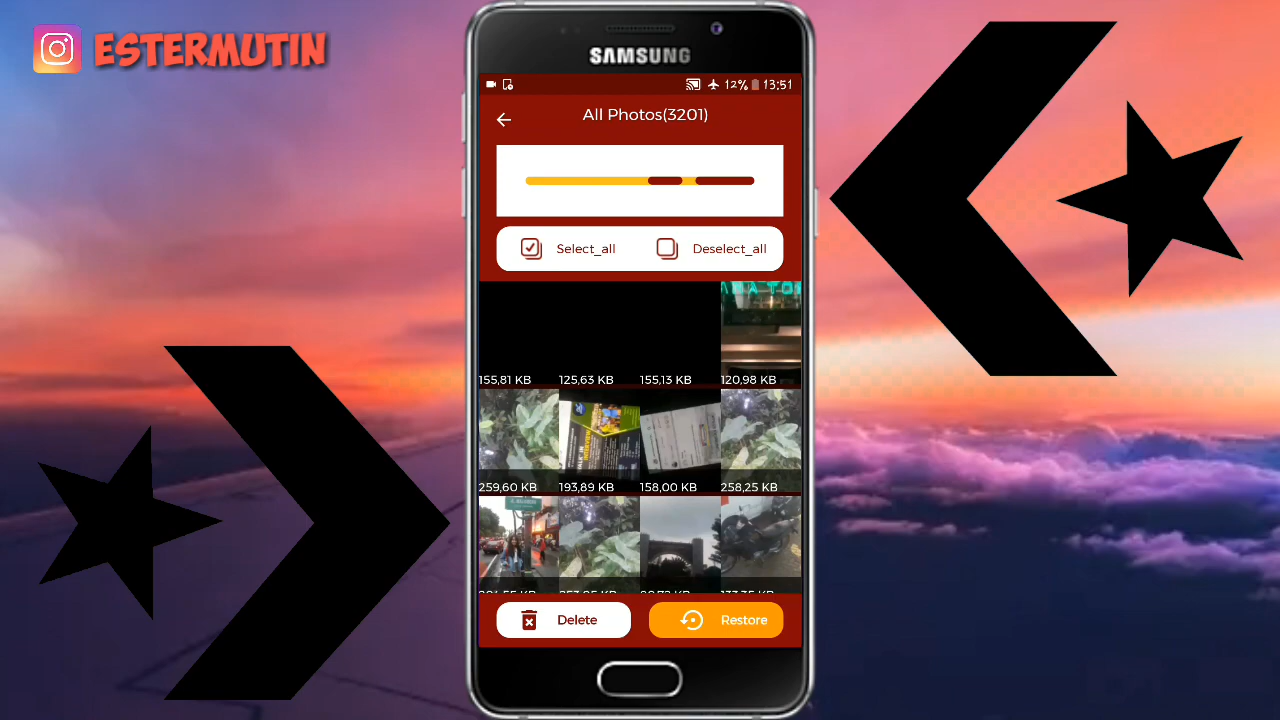 ESTERMUTIN
SAMSUNG
12% 13:51
All Photos(3201)
Select_all Deselect_all
155,81 KB 125,63 KB 155,13 KB 120,98 KB
259,60 KB 193,89 KB 158,00 KB 258,25 KB
Delete Restore